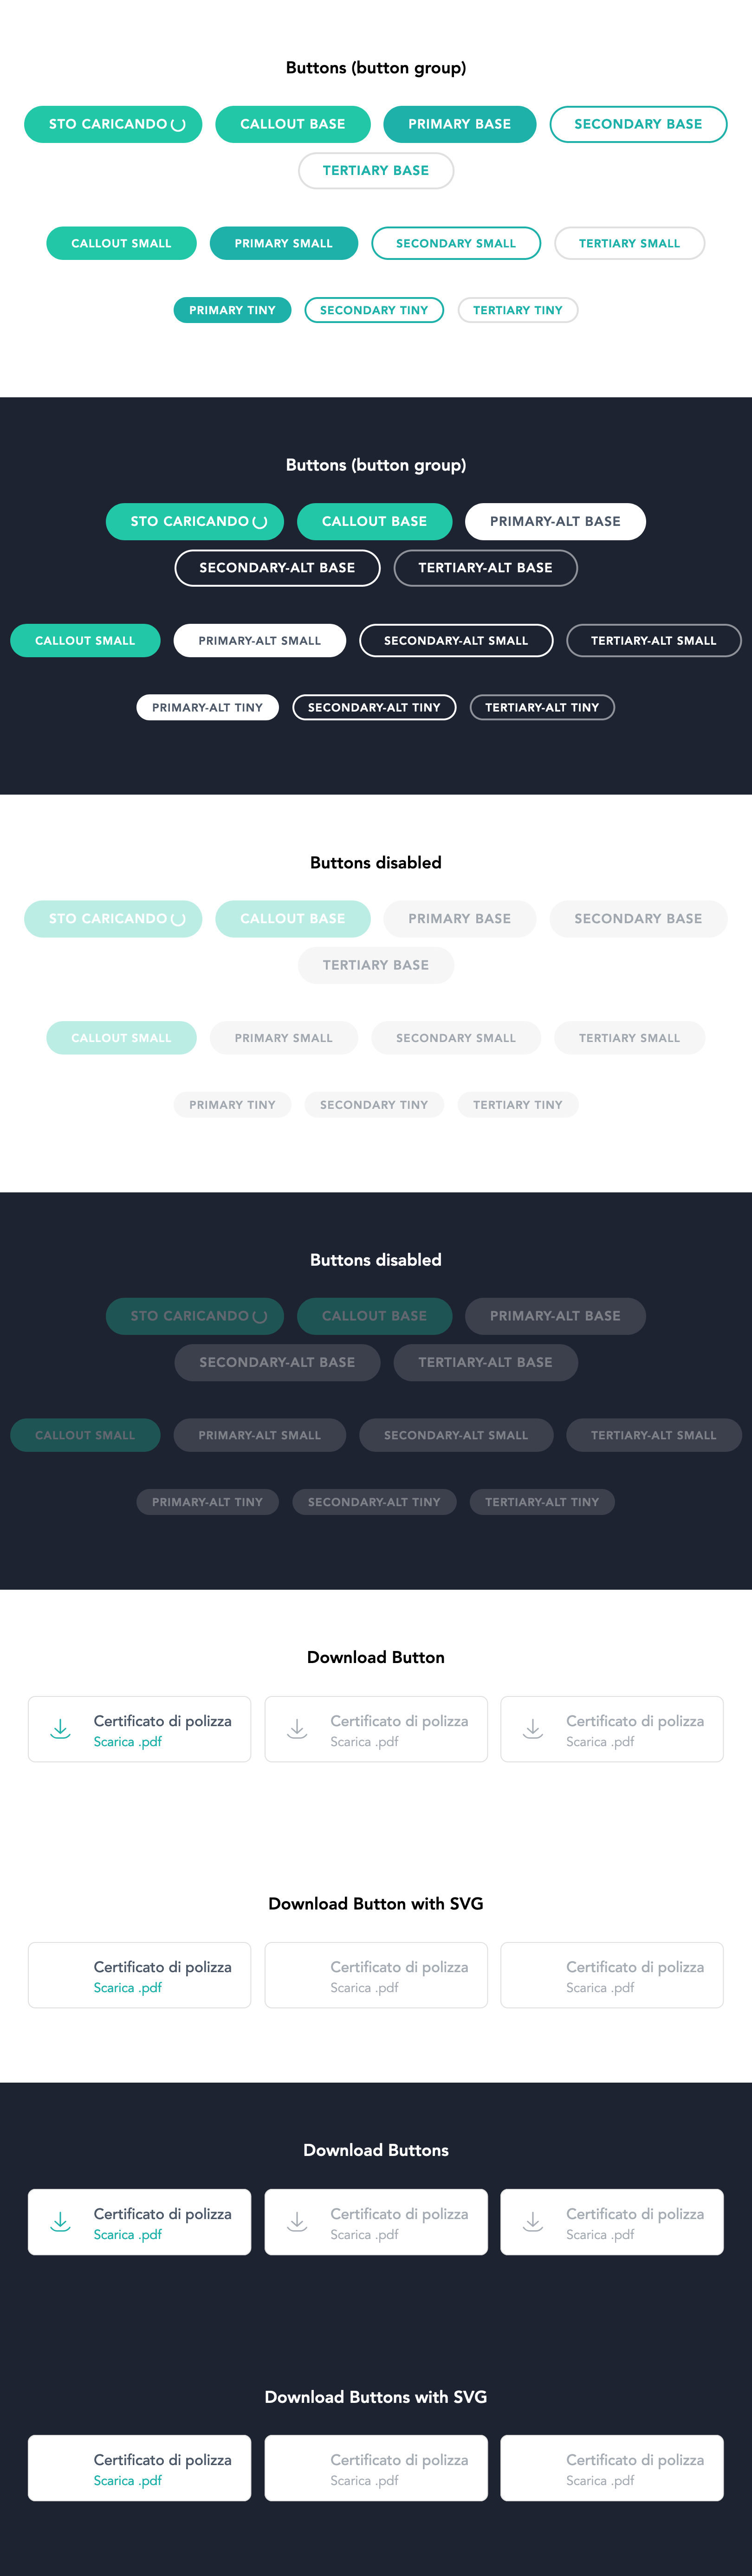 Buttons (button group)
STO CARICANDO CALLOUT BASE PRIMARY BASE SECONDARY BASE
TERTIARY BASE
CALLOUT SMALL PRIMARY SMALL SECONDARY SMALL TERTIARY SMALL
PRIMARY TINY SECONDARY TINY TERTIARY TINY
Buttons (button group)
STO CARICANDO CALLOUT BASE PRIMARY-ALT BASE
SECONDARY-ALT BASE TERTIARY-ALT BASE
CALLOUT SMALL PRIMARY-ALT SMALL SECONDARY-ALT SMALL TERTIARY-ALT SMALL
PRIMARY-ALT TINY SECONDARY-ALT TINY TERTIARY-ALT TINY
Buttons disabled
STO CARICANDO CALLOUT BASE PRIMARY BASE SECONDARY BASE
TERTIARY BASE
CALLOUT SMALL PRIMARY SMALL SECONDARY SMALL TERTIARY SMALL
PRIMARY TINY SECONDARY TINY TERTIARY TINY
Buttons disabled
STO CARICANDO CALLOUT BASE PRIMARY-ALT BASE
SECONDARY-ALT BASE TERTIARY-ALT BASE
CALLOUT SMALL PRIMARY-ALT SMALL SECONDARY-ALT SMALL TERTIARY-ALT SMALL
PRIMARY-ALT TINY SECONDARY-ALT TINY TERTIARY-ALT TINY
Download Button
Certificato di polizza Certificato di polizza Certificato di polizza
Scarica .pdf Scarica .pdf Scarica .pdf
Download Button with SVG
Certificato di polizza Certificato di polizza Certificato di polizza
Scarica .pdf Scarica .pdf Scarica .pdf
Download Buttons
Certificato di polizza Certificato di polizza Certificato di polizza
Scarica .pdf Scarica .pdf Scarica .pdf
Download Buttons with SVG
Certificato di polizza Certificato di polizza Certificato di polizza
Scarica .pdf Scarica .pdf Scarica .pdf